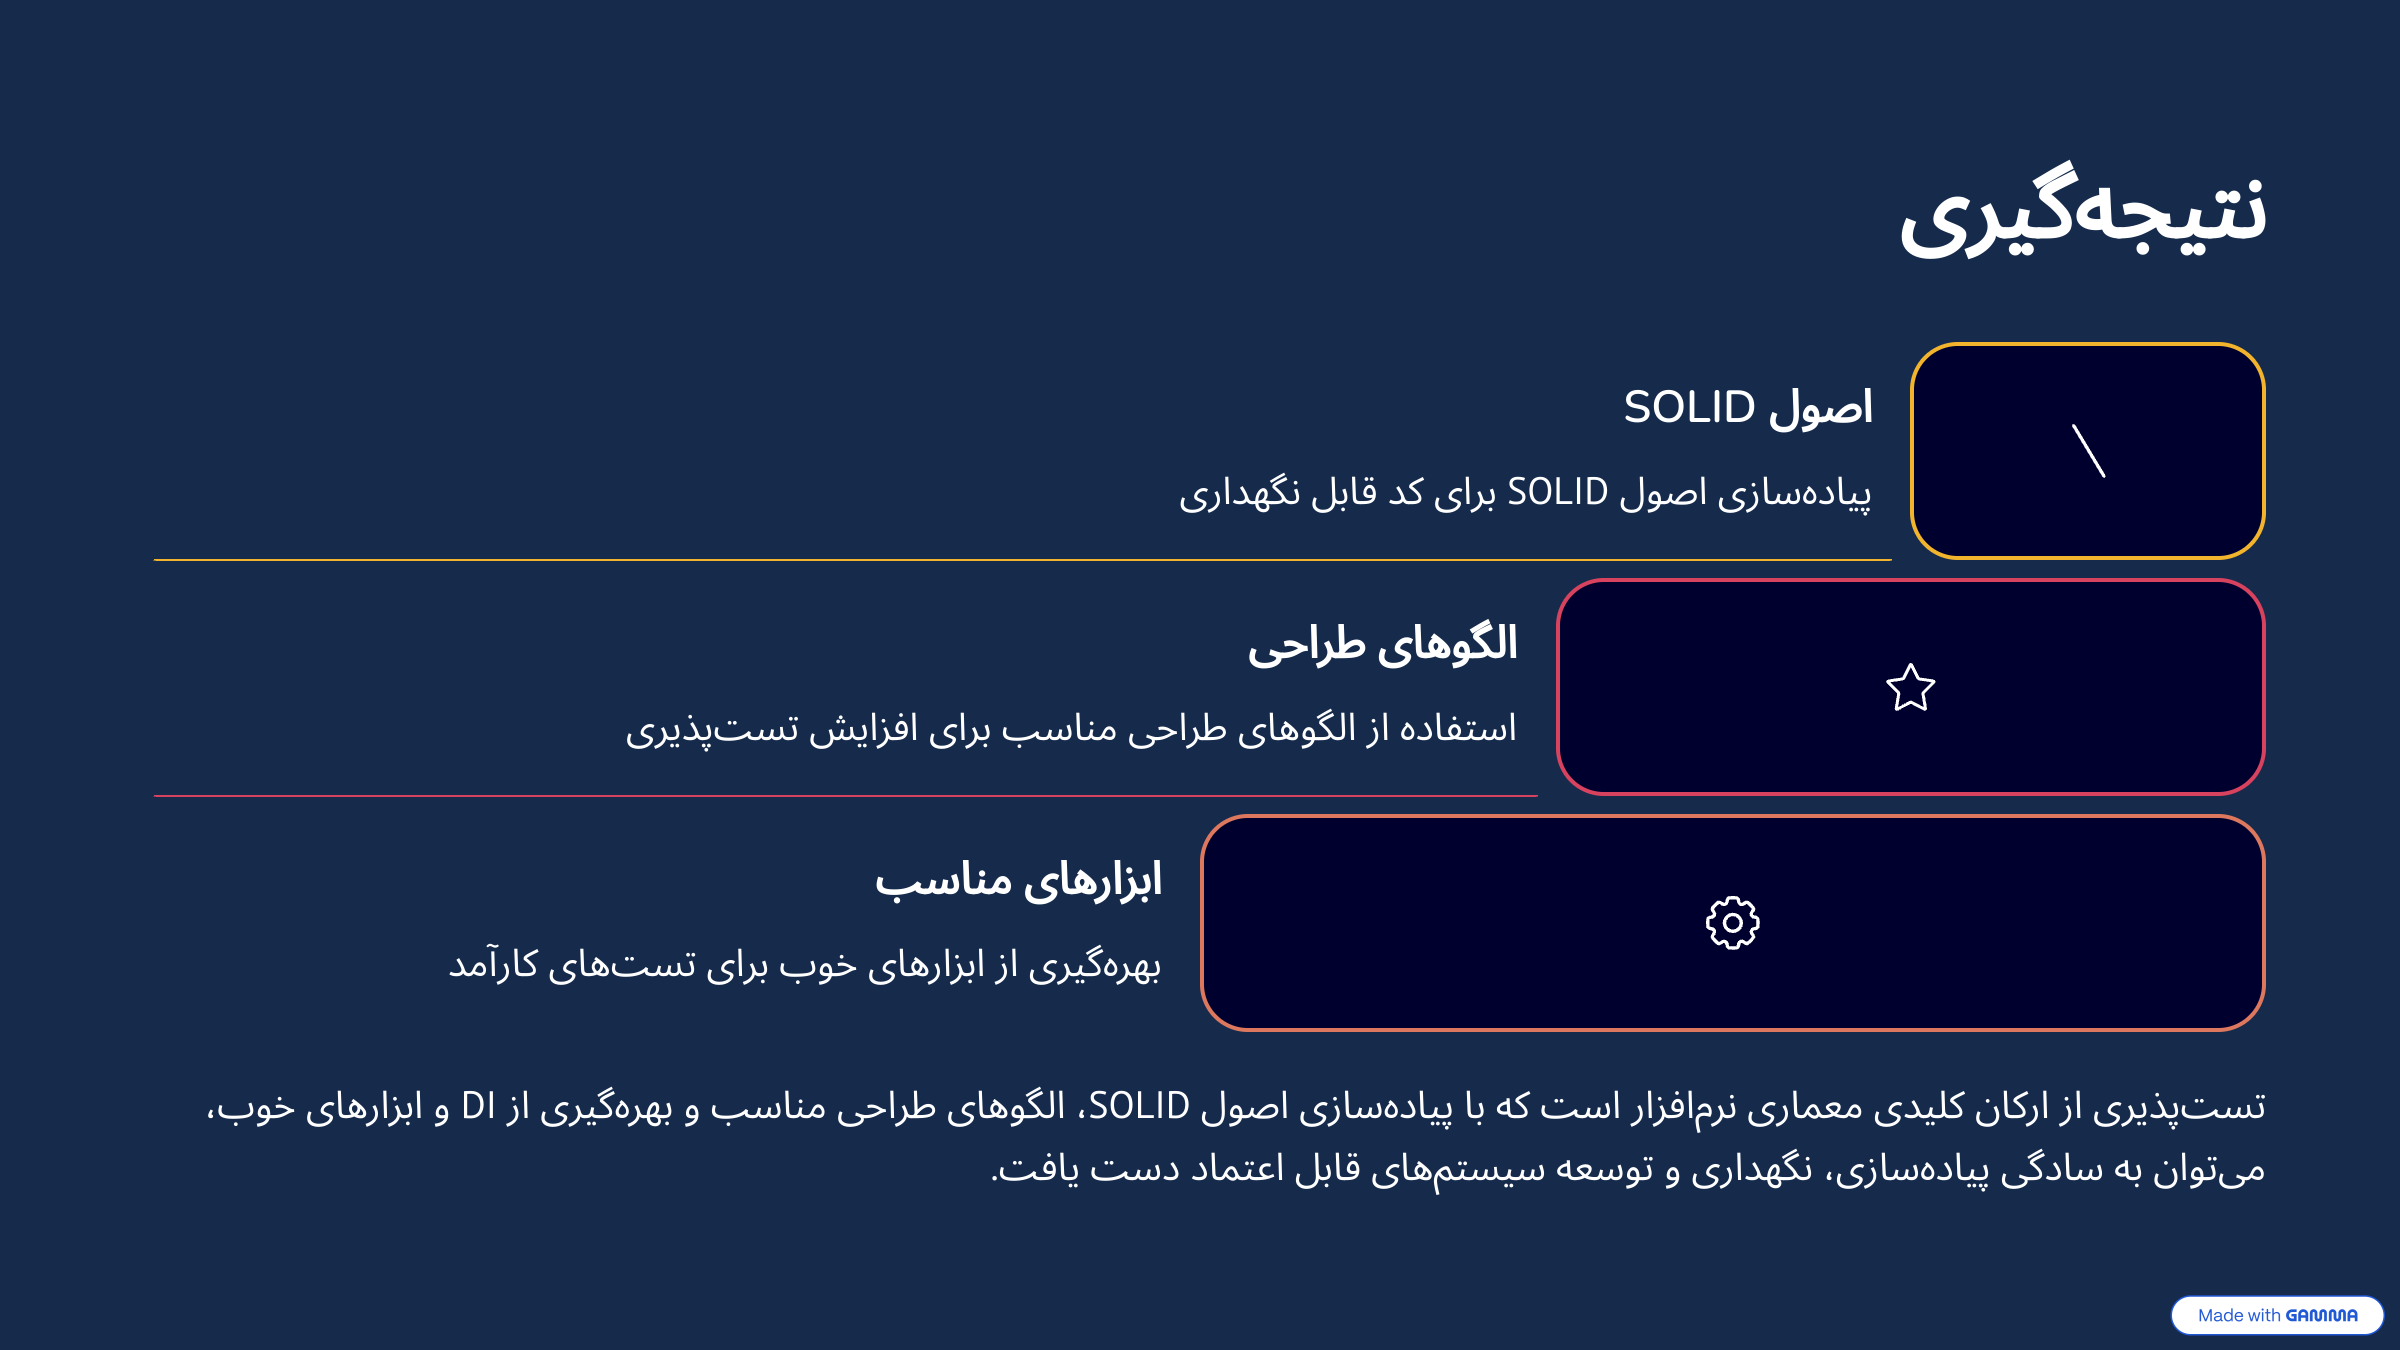 نتیجه‌گیری
اصول SOLID
پیاده‌سازی اصول SOLID برای کد قابل نگهداری
الگوهای طراحی
استفاده از الگوهای طراحی مناسب برای افزایش تست‌پذیری
ابزارهای مناسب
بهره‌گیری از ابزارهای خوب برای تست‌های کارآمد
تست‌پذیری از ارکان کلیدی معماری نرم‌افزار است که با پیاده‌سازی اصول SOLID، الگوهای طراحی مناسب و بهره‌گیری از DI و ابزارهای خوب،
می‌توان به سادگی پیاده‌سازی، نگهداری و توسعه سیستم‌های قابل اعتماد دست یافت.
Made with GAMMA